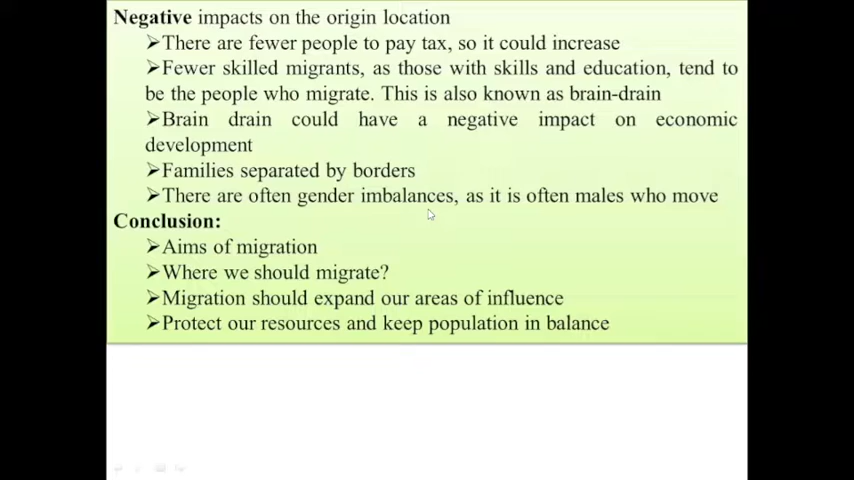 Negative impacts on the origin location
➢There are fewer people to pay tax, so it could increase
➢Fewer skilled migrants, as those with skills and education, tend to
be the people who migrate. This is also known as brain-drain
➢Brain drain could have a negative impact on economic
development
➢Families separated by borders
➢There are often gender imbalances, as it is often males who move
Conclusion:
➢Aims of migration
➢Where we should migrate?
➢Migration should expand our areas of influence
➢Protect our resources and keep population in balance